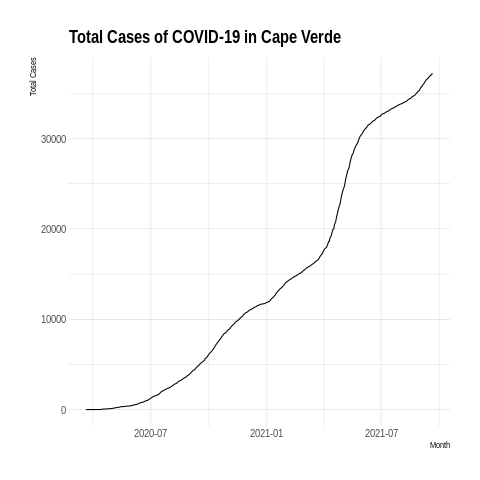 Total Cases of COVID-19 in Cape Verde
Total Cases
30000
20000
10000
0
2020-07
2021-01
2021-07
Month